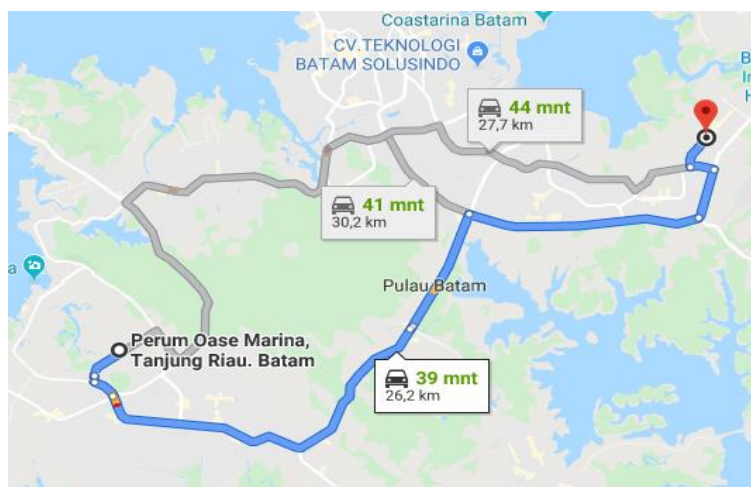 Coastarina Batam
CV.TEKNOLOGI
BATAM SOLUSINDO
B
In
H
44 mnt
27,7 km
41 mnt
30,2 km
Pulau Batam
a
Perum Oase Marina,
Tanjung Riau. Batam
39 mnt
26,2 km